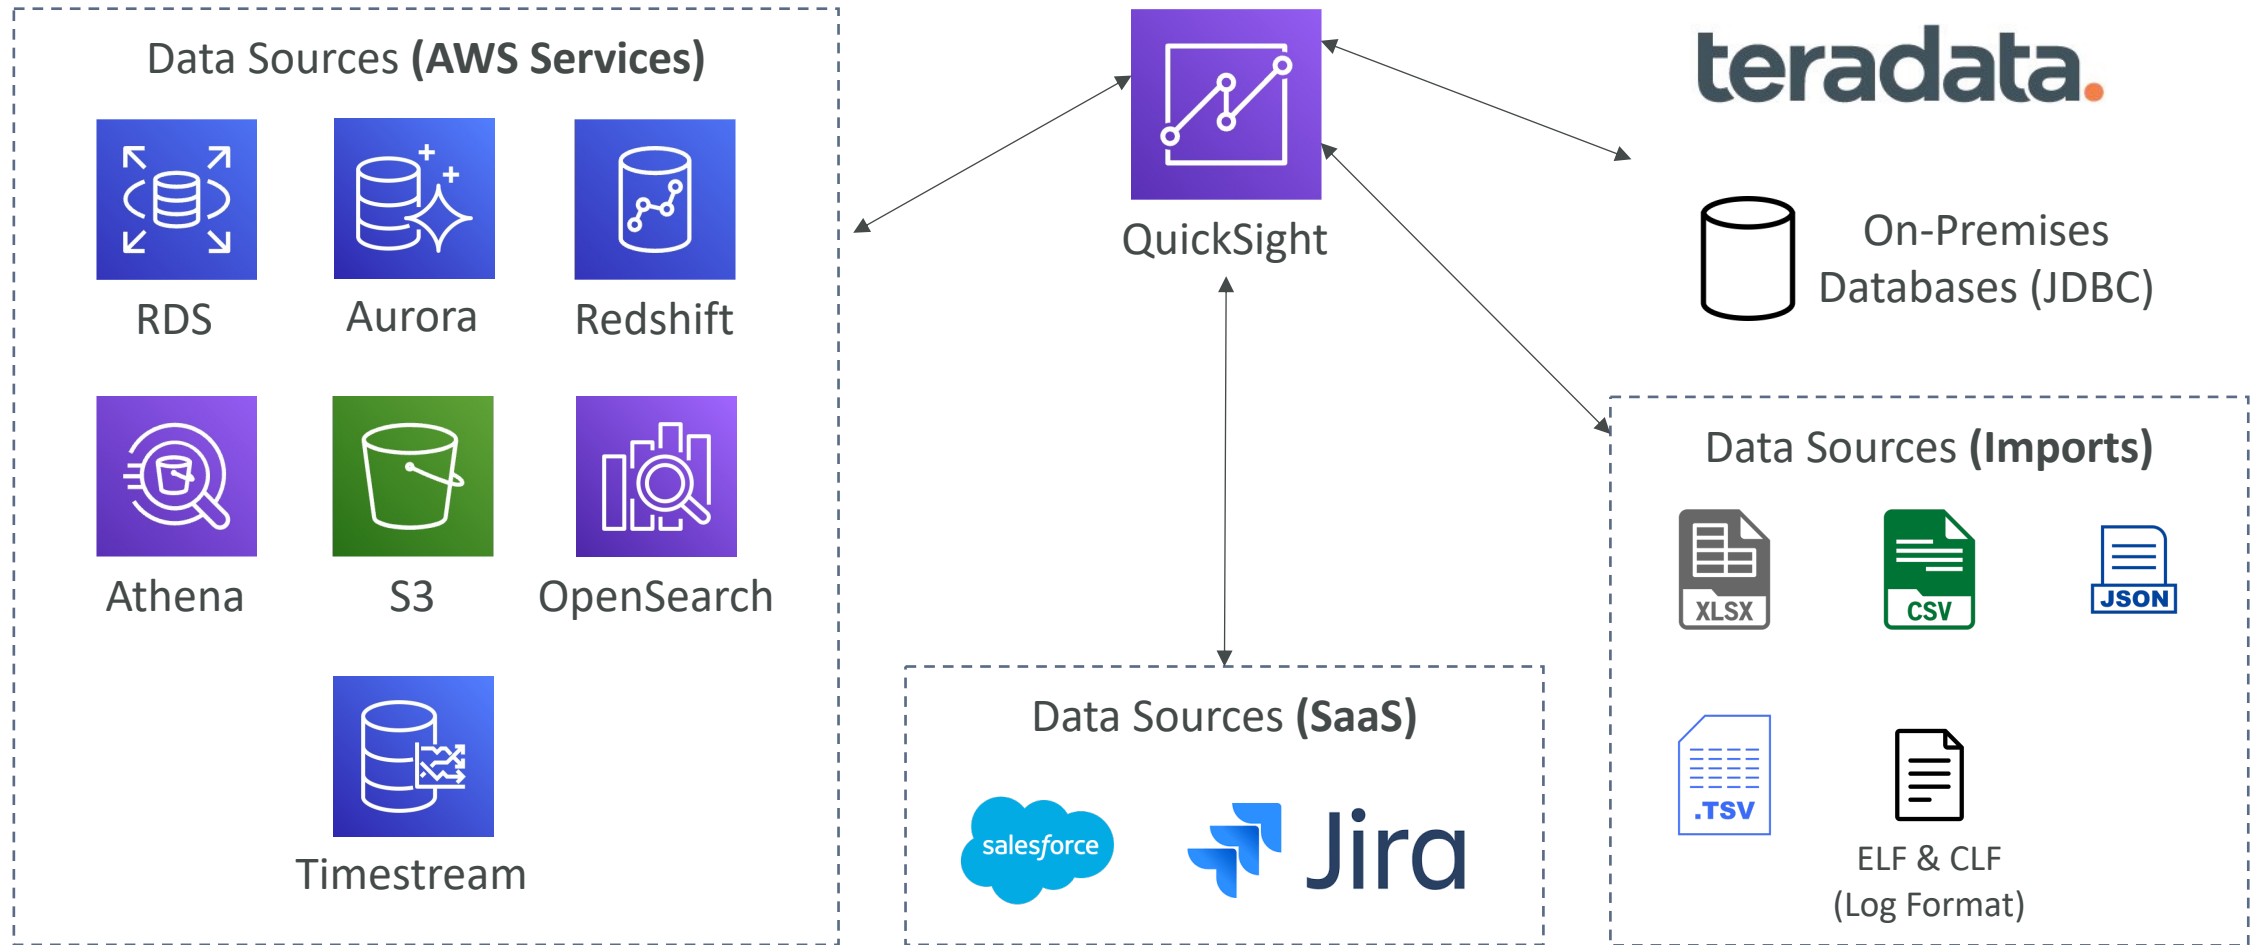 Data Sources (AWS Services)
RDS
Aurora
Redshift
Athena
S3
OpenSearch
Timestream
QuickSight
teradata.
On-Premises
Databases (JDBC)
Data Sources (SaaS)
salesforce
Jira
Data Sources (Imports)
XLSX
CSV
JSON
.TSV
ELF & CLF
(Log Format)